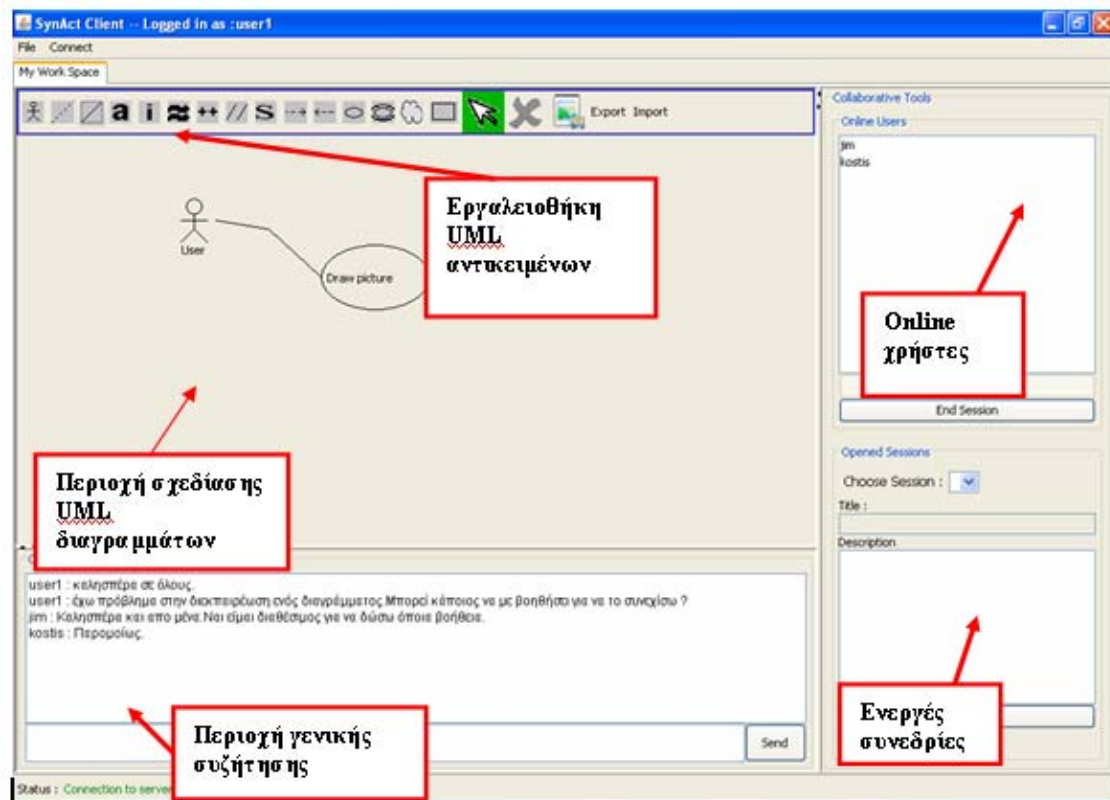 SynAct Client -- Logged in as :user1
File Connect
My Work Space
a i S Export Import
Collaborative Tools
Online Users
jim
kostis
Εργαλειοθήκη
UML
αντικειμένων
User
Draw picture
Online
χρήστες
End Session
Opened Sessions
Choose Session :
Title :
Description
Περιοχή σχεδίασης
UML
διαγραμμάτων
user1 : καλησπέρα σε όλους.
user1 : έχω πρόβλημα στην διεκπαιρέωση ενός διαγράμματος.Μπορεί κάποιος να με βοηθήσει για να το συνεχίσω ?
jim : Καλησπέρα και απο μένα.Ναι είμαι διαθέσιμος για να δώσω όποια βοήθεια.
kostis : Παρομοίως.
Περιοχή γενικής
συζήτησης
Send
Ενεργές
συνεδρίες
Status : Connection to server